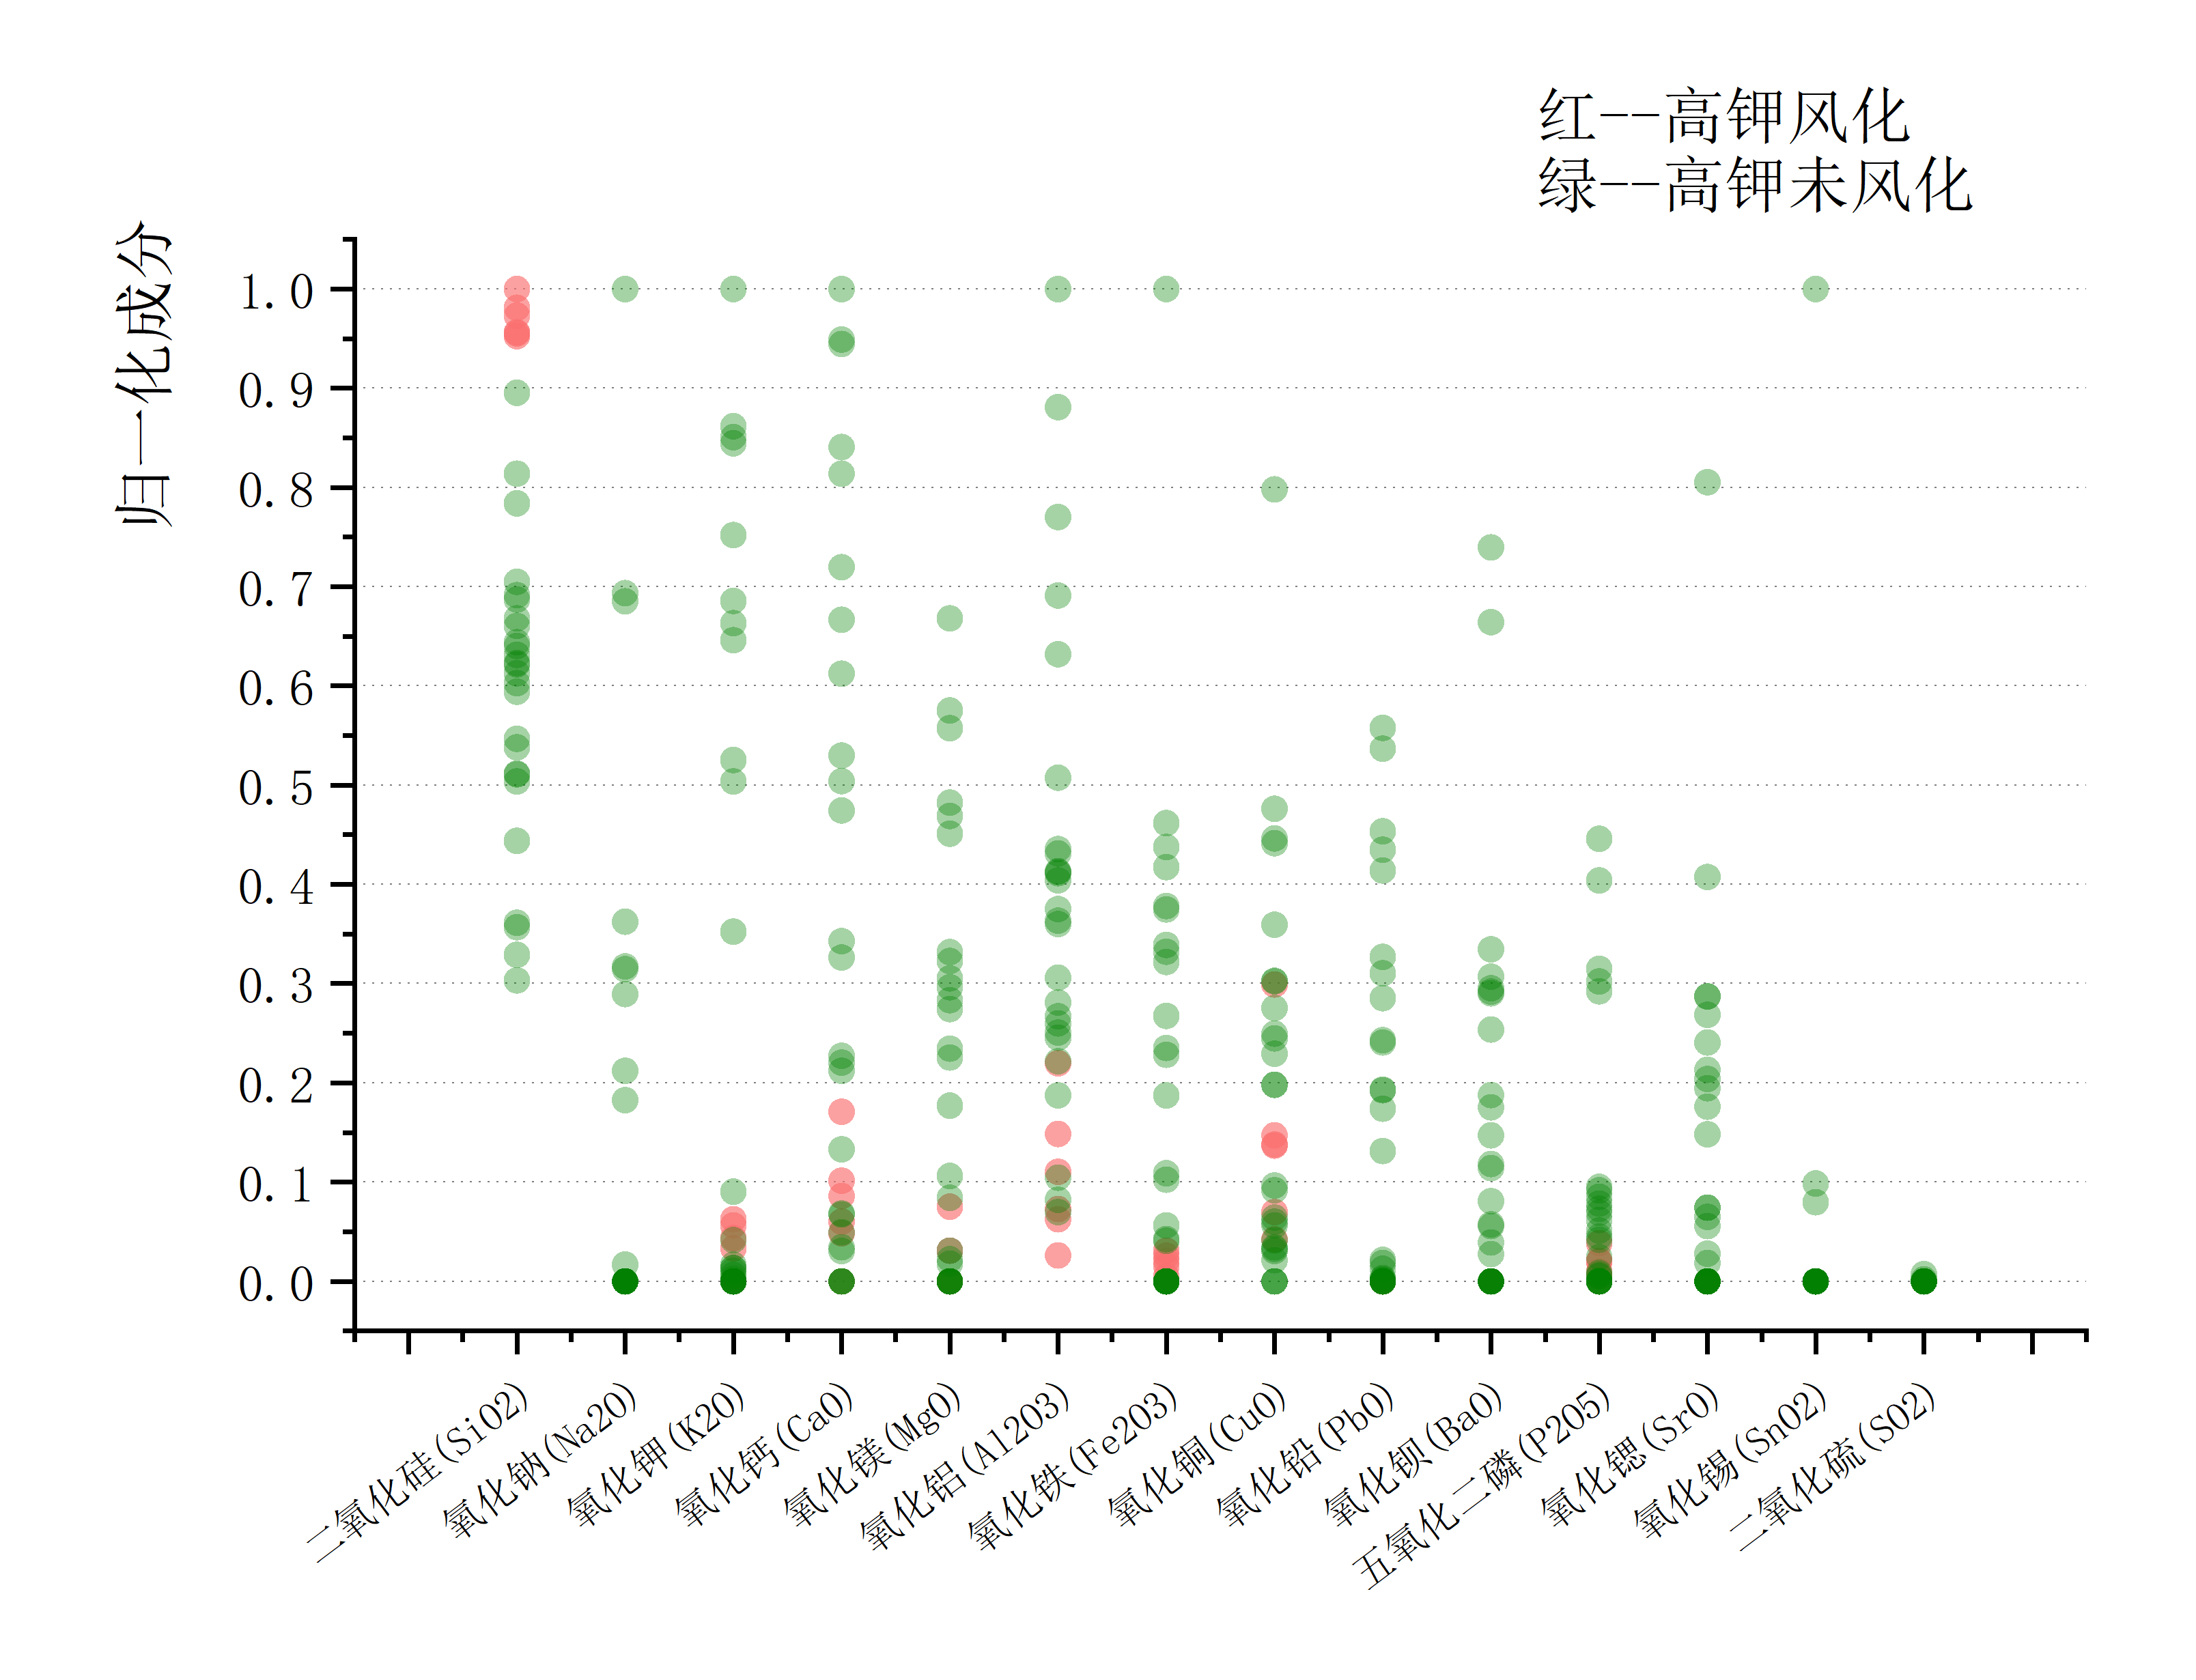 红--高钾风化
绿--高钾未风化
归一化成分
1.0
0.9
0.8
0.7
0.6
0.5
0.4
0.3
0.2
0.1
0.0
二氧化硅(SiO2)
氧化钠(Na2O)
氧化钾(K2O)
氧化钙(CaO)
氧化镁(MgO)
氧化铝(Al2O3)
氧化铁(Fe2O3)
氧化铜(CuO)
氧化铅(PbO)
氧化钡(BaO)
五氧化二磷(P2O5)
氧化锶(SrO)
氧化锡(SnO2)
二氧化硫(SO2)